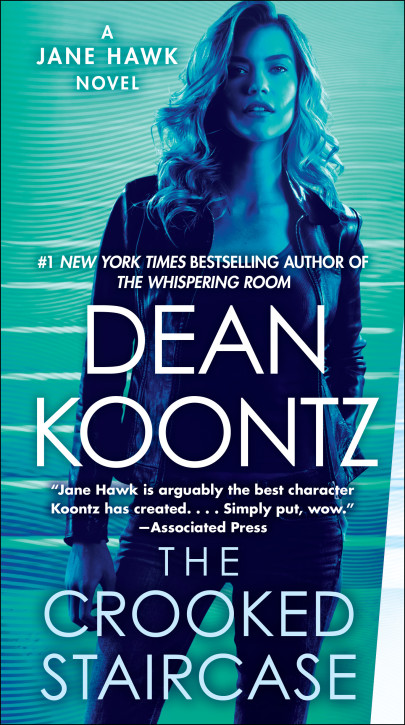 A
JANE HAWK
NOVEL
#1 NEW YORK TIMES BESTSELLING AUTHOR OF
THE WHISPERING ROOM
DEAN
KOONTZ
“Jane Hawk is arguably the best character
Koontz has created. . . . Simply put, wow.”
—Associated Press
THE
CROOKED
STAIRCASE